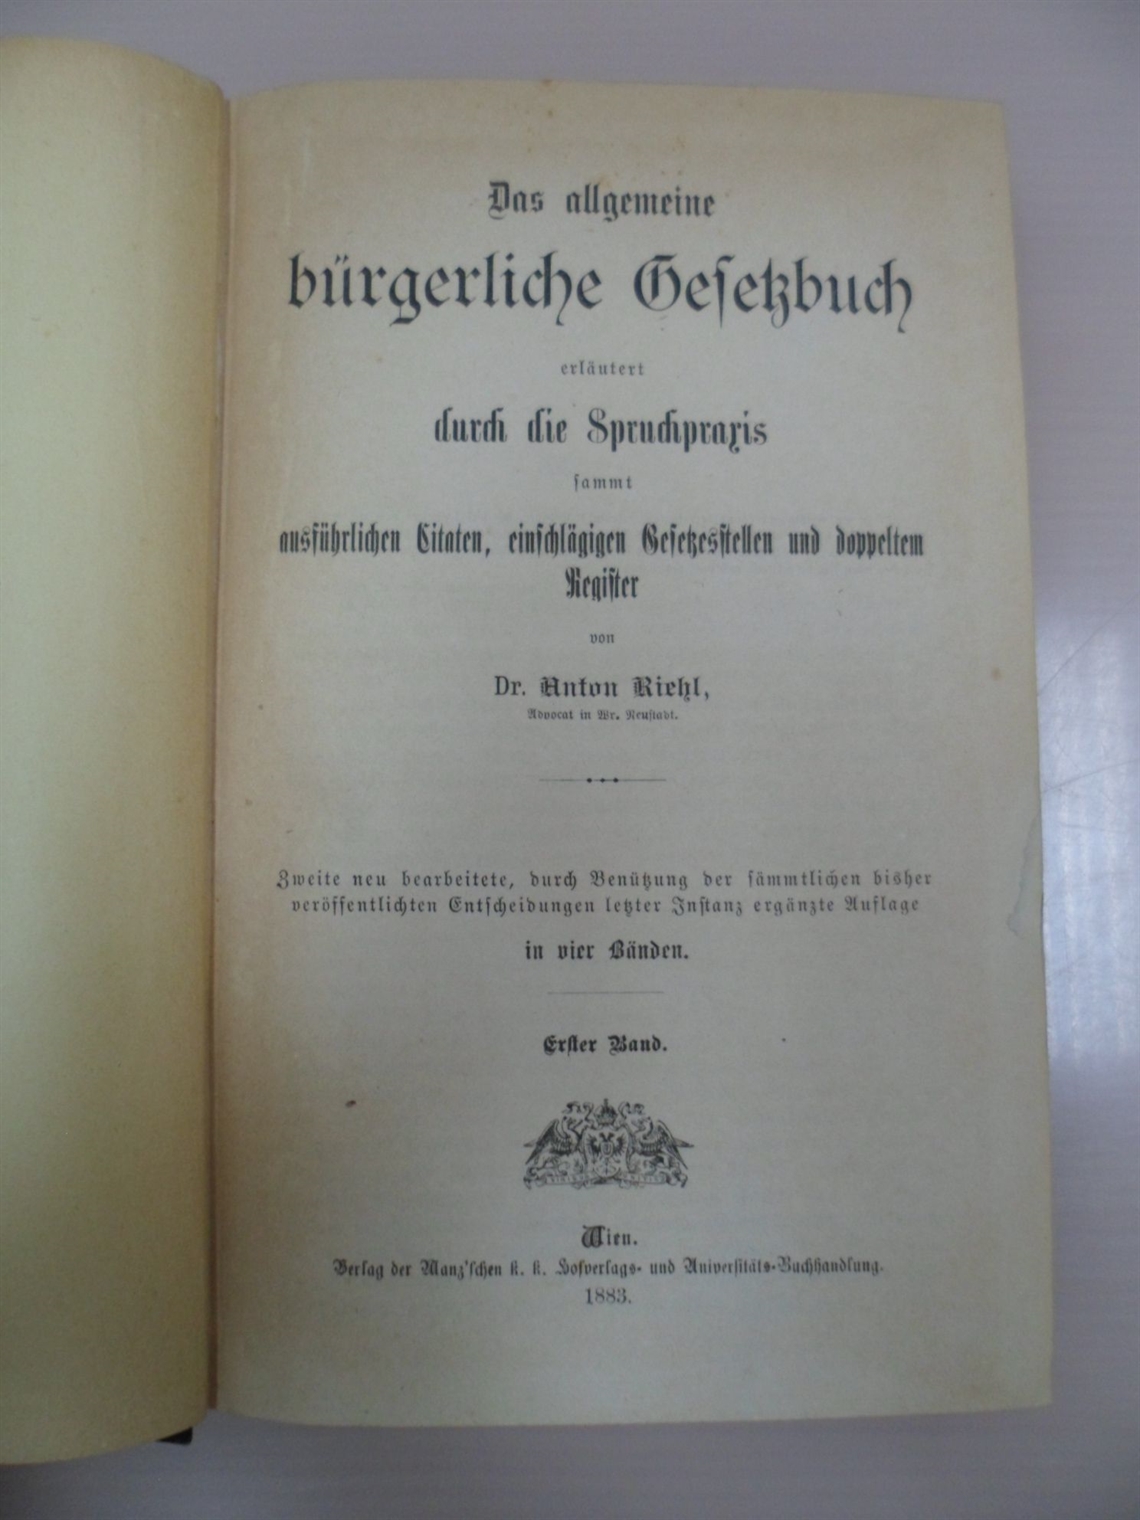 Das allgemeine
bürgerliche Geſetzbuch
erläutert
durch die Spruchpraxis
ſammt
ausführlichen Citaten, einſchlägigen Geſetzesſtellen und doppeltem
Regiſter
von
Dr. Anton Riehl,
Advocat in Wr. Neuſtadt.
Zweite neu bearbeitete, durch Benützung der ſämmtlichen bisher
veröffentlichten Entſcheidungen letzter Inſtanz ergänzte Auflage
in vier Bänden.
Erſter Band.
Wien.
Verlag der Manz'ſchen k. k. Hofverlags- und Univerſitäts-Buchhandlung.
1883.